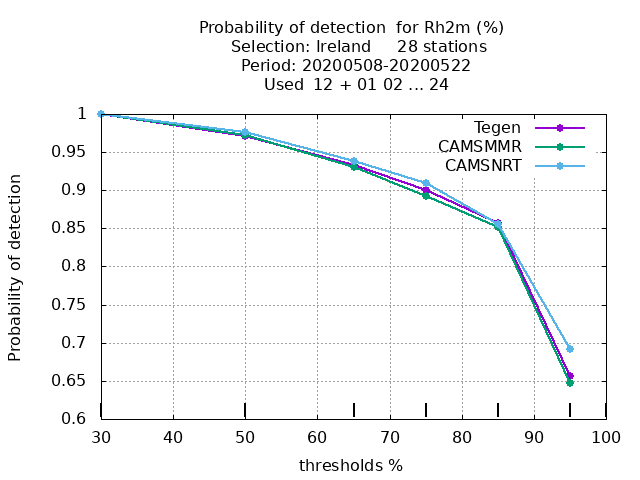 Probability of detection  for Rh2m (%)
Selection: Ireland     28 stations
Period: 20200508-20200522
Used  12 + 01 02 ... 24
Tegen
CAMSMMR
CAMSNRT
1
0.95
0.9
0.85
0.8
0.75
0.7
0.65
0.6
Probability of detection
30 40 50 60 70 80 90 100
thresholds %